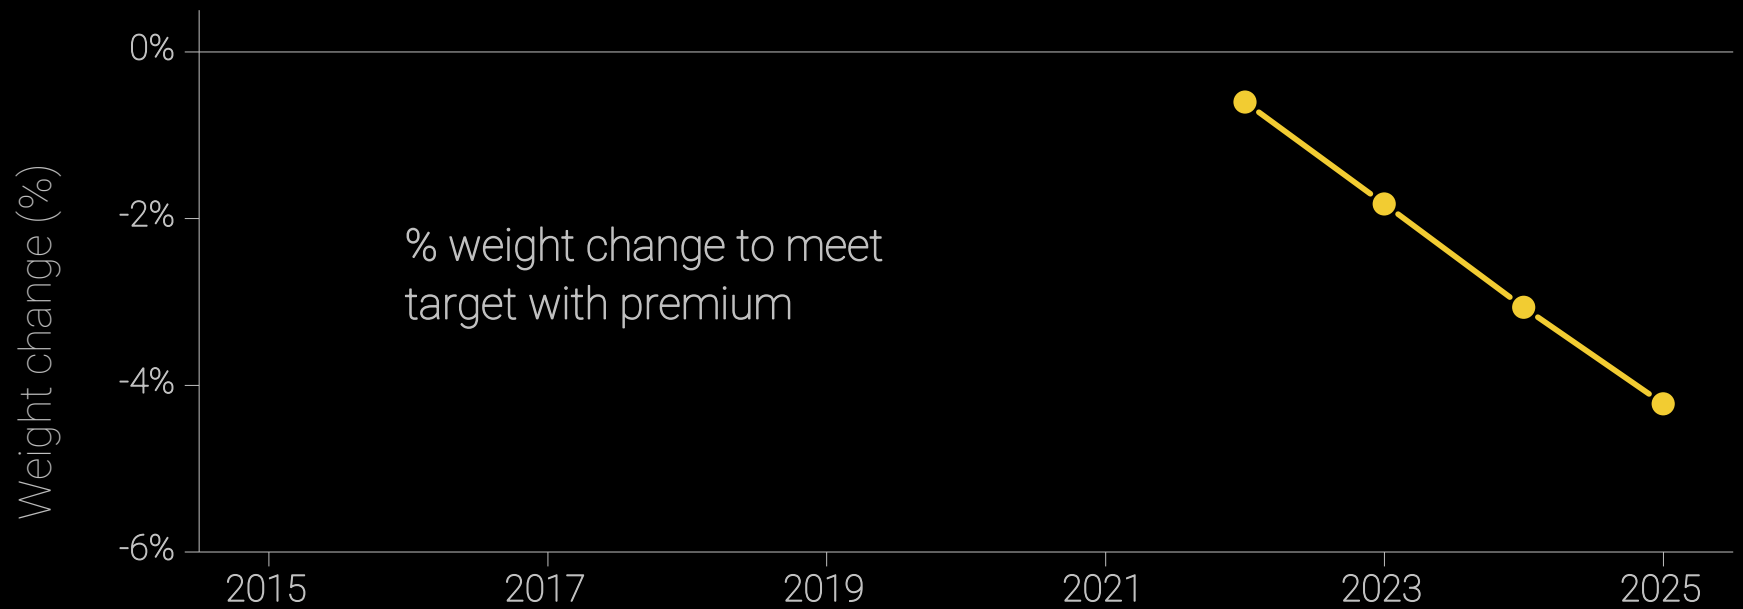 0%
-2%
-4%
-6%
Weight change (%)
% weight change to meet
target with premium
2015 2017 2019 2021 2023 2025